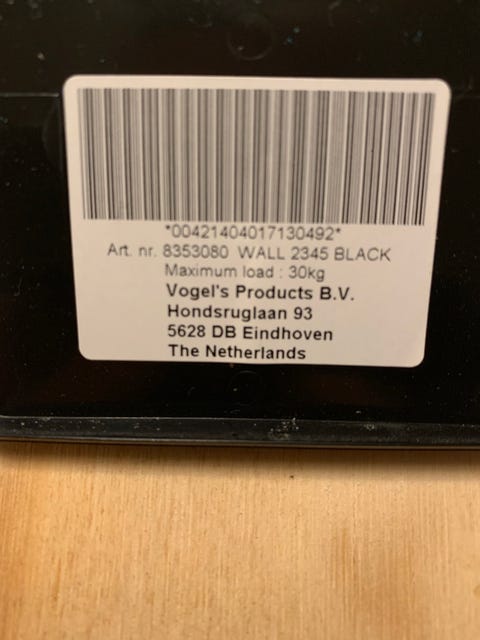 *00421404017130492*
Art. nr. 8353080 WALL 2345 BLACK
Maximum load : 30kg
Vogel's Products B.V.
Hondsruglaan 93
5628 DB Eindhoven
The Netherlands